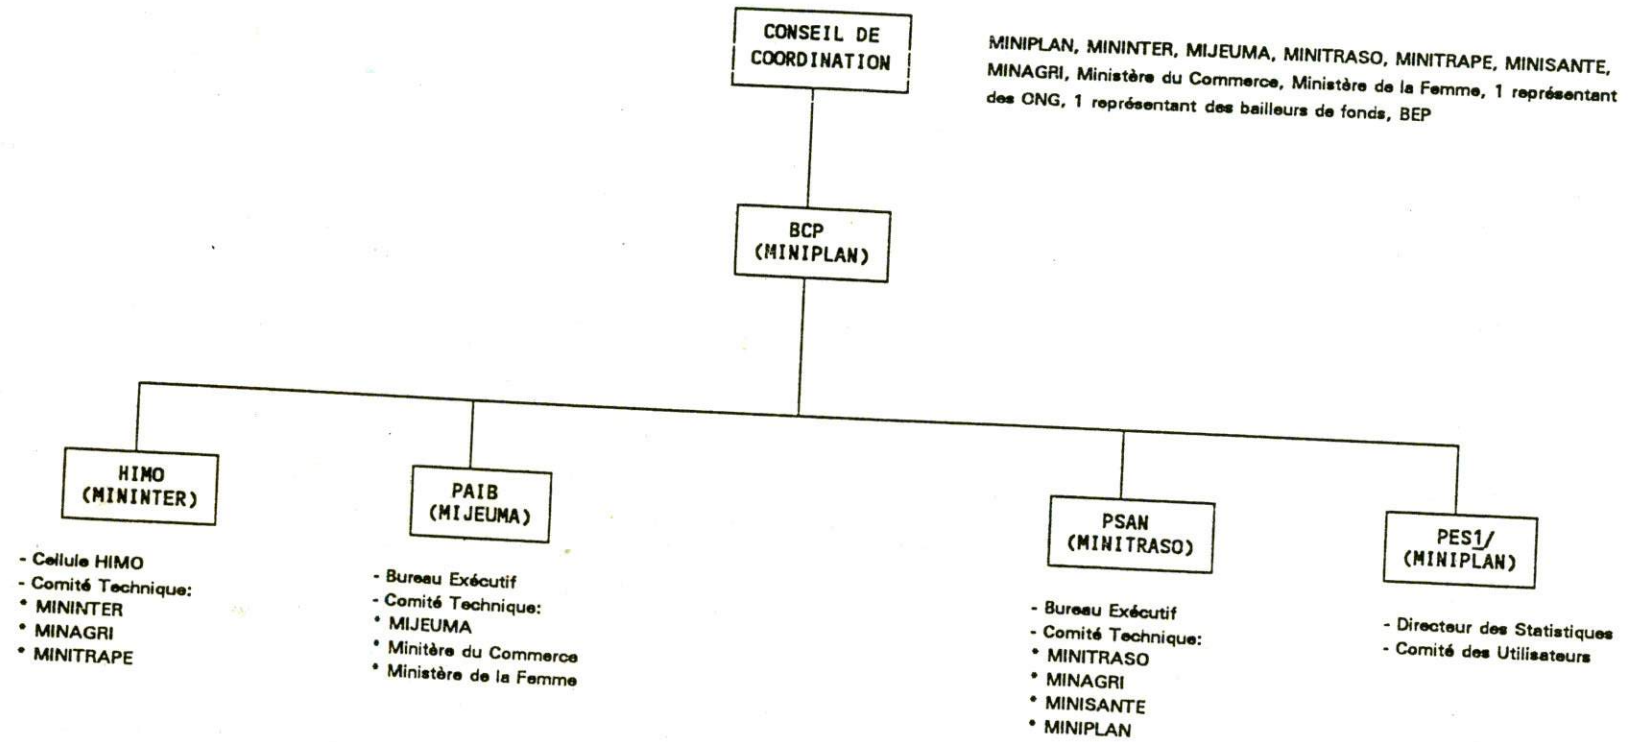 CONSEIL DE
COORDINATION
MINIPLAN, MININTER, MIJEUMA, MINITRASO, MINITRAPE, MINISANTE,
MINAGRI, Ministère du Commerce, Ministère de la Femme, 1 représentant
des ONG, 1 représentant des bailleurs de fonds, BEP
BCP
(MINIPLAN)
HIMO
(MININTER)
- Cellule HIMO
- Comité Technique:
* MININTER
* MINAGRI
* MINITRAPE
PAIB
(MIJEUMA)
- Bureau Exécutif
- Comité Technique:
* MIJEUMA
* Minitère du Commerce
* Ministère de la Femme
PSAN
(MINITRASO)
- Bureau Exécutif
- Comité Technique:
* MINITRASO
* MINAGRI
* MINISANTE
* MINIPLAN
PES1/
(MINIPLAN)
- Directeur des Statistiques
- Comité des Utilisateurs